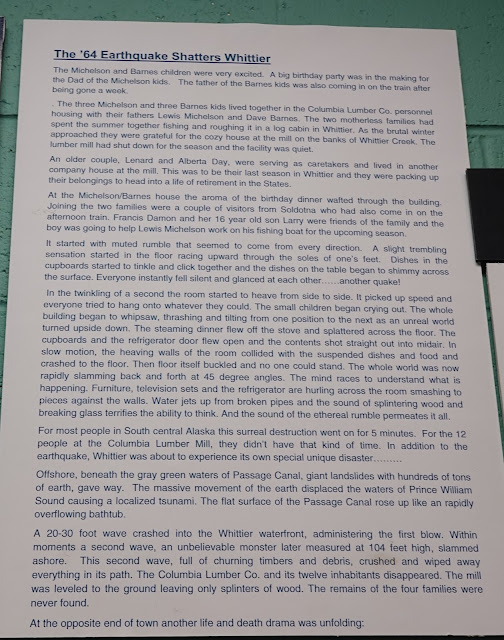 The '64 Earthquake Shatters Whittier
The Michelson and Barnes children were very excited. A big birthday party was in the making for
the Dad of the Michelson kids. The father of the Barnes kids was also coming in on the train after
being gone a week.
. The three Michelson and three Barnes kids lived together in the Columbia Lumber Co. personnel
housing with their fathers Lewis Michelson and Dave Barnes. The two motherless families had
spent the summer together fishing and roughing it in a log cabin in Whittier. As the brutal winter
approached they were grateful for the cozy house at the mill on the banks of Whittier Creek. The
lumber mill had shut down for the season and the facility was quiet.
An older couple, Lenard and Alberta Day, were serving as caretakers and lived in another
company house at the mill. This was to be their last season in Whittier and they were packing up
their belongings to head into a life of retirement in the States.
At the Michelson/Barnes house the aroma of the birthday dinner wafted through the building.
Joining the two families were a couple of visitors from Soldotna who had also come in on the
afternoon train. Francis Damon and her 16 year old son Larry were friends of the family and the
boy was going to help Lewis Michelson work on his fishing boat for the upcoming season.
It started with muted rumble that seemed to come from every direction. A slight trembling
sensation started in the floor racing upward through the soles of one's feet. Dishes in the
cupboards started to tinkle and click together and the dishes on the table began to shimmy across
the surface. Everyone instantly fell silent and glanced at each other......another quake!
In the twinkling of a second the room started to heave from side to side. It picked up speed and
everyone tried to hang onto whatever they could. The small children began crying out. The whole
building began to whipsaw, thrashing and tilting from one position to the next as an unreal world
turned upside down. The steaming dinner flew off the stove and splattered across the floor. The
cupboards and the refrigerator door flew open and the contents shot straight out into midair. In
slow motion, the heaving walls of the room collided with the suspended dishes and food and
crashed to the floor. Then floor itself buckled and no one could stand. The whole world was now
rapidly slamming back and forth at 45 degree angles. The mind races to understand what is
happening. Furniture, television sets and the refrigerator are hurling across the room smashing to
pieces against the walls. Water jets up from broken pipes and the sound of splintering wood and
breaking glass terrifies the ability to think. And the sound of the ethereal rumble permeates it all.
For most people in South central Alaska this surreal destruction went on for 5 minutes. For the 12
people at the Columbia Lumber Mill, they didn't have that kind of time. In addition to the
earthquake, Whittier was about to experience its own special unique disaster.........
Offshore, beneath the gray green waters of Passage Canal, giant landslides with hundreds of tons
of earth, gave way. The massive movement of the earth displaced the waters of Prince William
Sound causing a localized tsunami. The flat surface of the Passage Canal rose up like an rapidly
overflowing bathtub.
A 20-30 foot wave crashed into the Whittier waterfront, administering the first blow. Within
moments a second wave, an unbelievable monster later measured at 104 feet high, slammed
ashore. This second wave, full of churning timbers and debris, crushed and wiped away
everything in its path. The Columbia Lumber Co. and its twelve inhabitants disappeared. The mill
was leveled to the ground leaving only splinters of wood. The remains of the four families were
never found.
At the opposite end of town another life and death drama was unfolding: